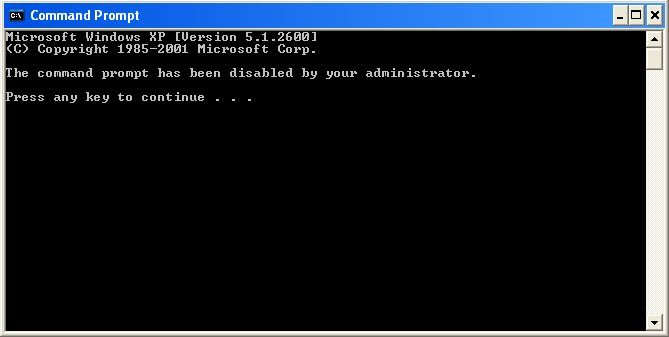 Command Prompt
Microsoft Windows XP [Version 5.1.2600]
(C) Copyright 1985-2001 Microsoft Corp.
The command prompt has been disabled by your administrator.
Press any key to continue . . .